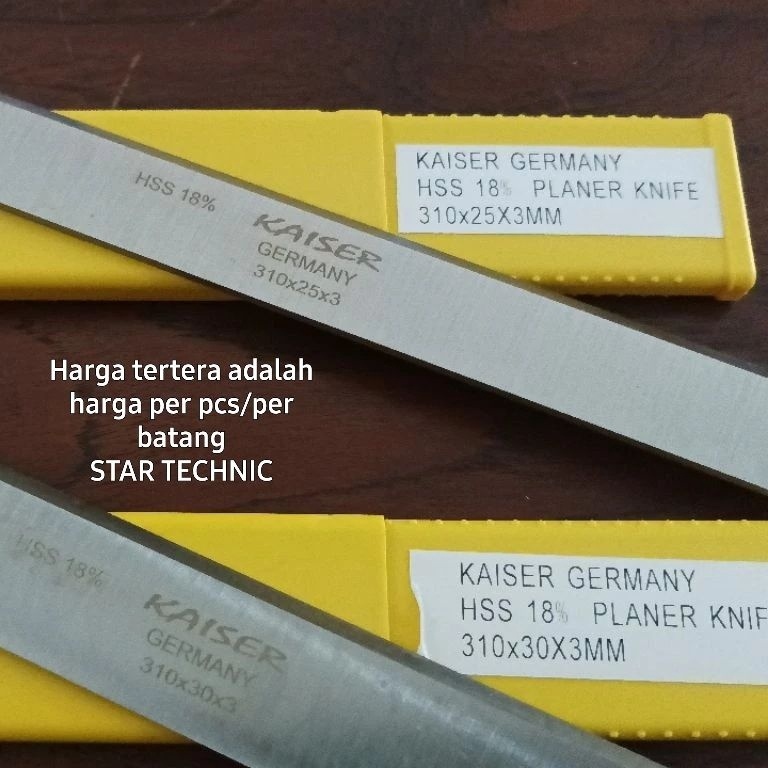 KAISER GERMANY
HSS 18% PLANER KNIFE
310x25X3MM
HSS 18%
KAISER
GERMANY
310x25x3
Harga tertera adalah
harga per pcs/per
batang
STAR TECHNIC
HSS 18%
KAISER
GERMANY
310x30x3
KAISER GERMANY
HSS 18% PLANER KNIF
310x30X3MM